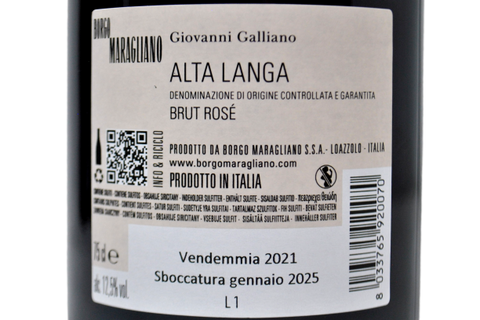 BORGO
MARAGLIANO
Giovanni Galliano
ALTA LANGA
DENOMINAZIONE DI ORIGINE CONTROLLATA E GARANTITA
BRUT ROSÉ
INFO & RICICLO
PRODOTTO DA BORGO MARAGLIANO S.S.A.- LOAZZOLO - ITALIA
www.borgomaragliano.com
PRODOTTO IN ITALIA
75 cl e
alc 12,5% vol.
Vendemmia 2021
Sboccatura gennaio 2025
L 1
8 033765 920070